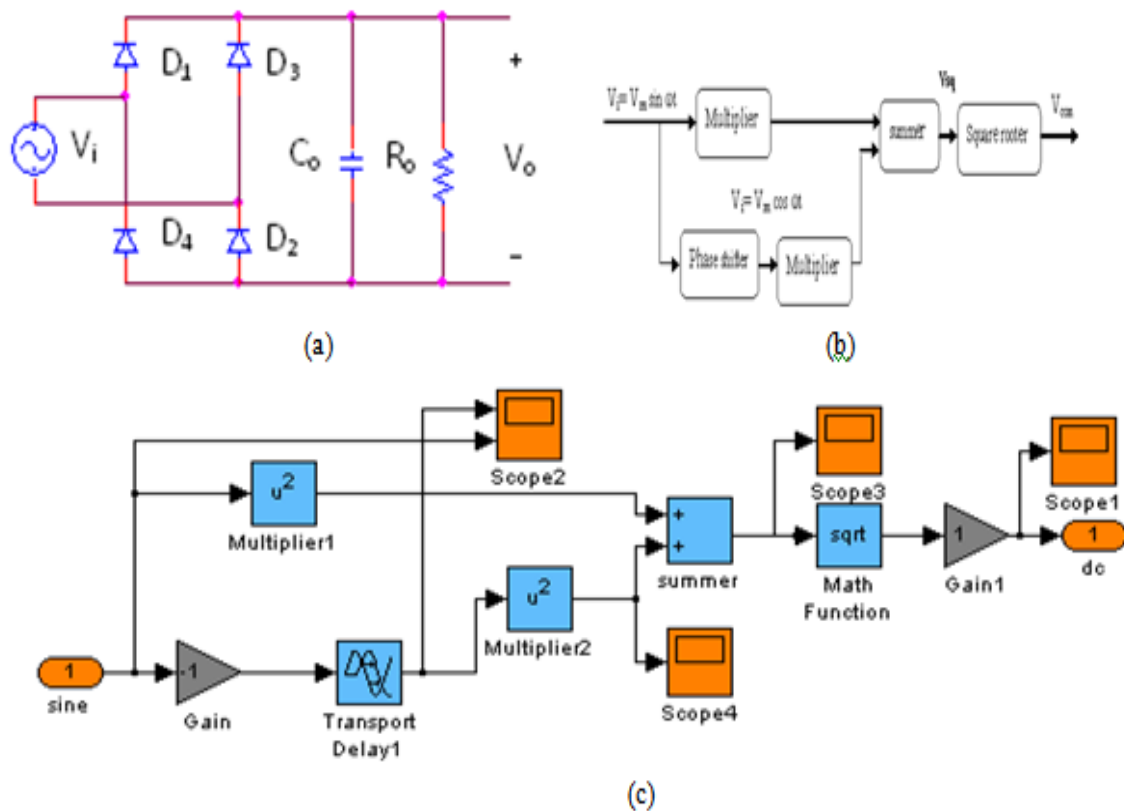 D₁
D₃
Vᵢ
Cₒ
Rₒ
+
Vₒ
−
D₄
D₂
(a)
Vᵢ= Vₘ sin ωt
Multiplier
summer
Vsq
Square rooter
V
Vᵢ= Vₘ cos ωt
Phase shifter
Multiplier
(b)
Scope2
u²
Multiplier1
Scope3
Scope1
+
+
summer
sqrt
Math
Function
1
Gain1
1
dc
u²
Multiplier2
Scope4
1
sine
-1
Gain
Transport
Delay1
(c)